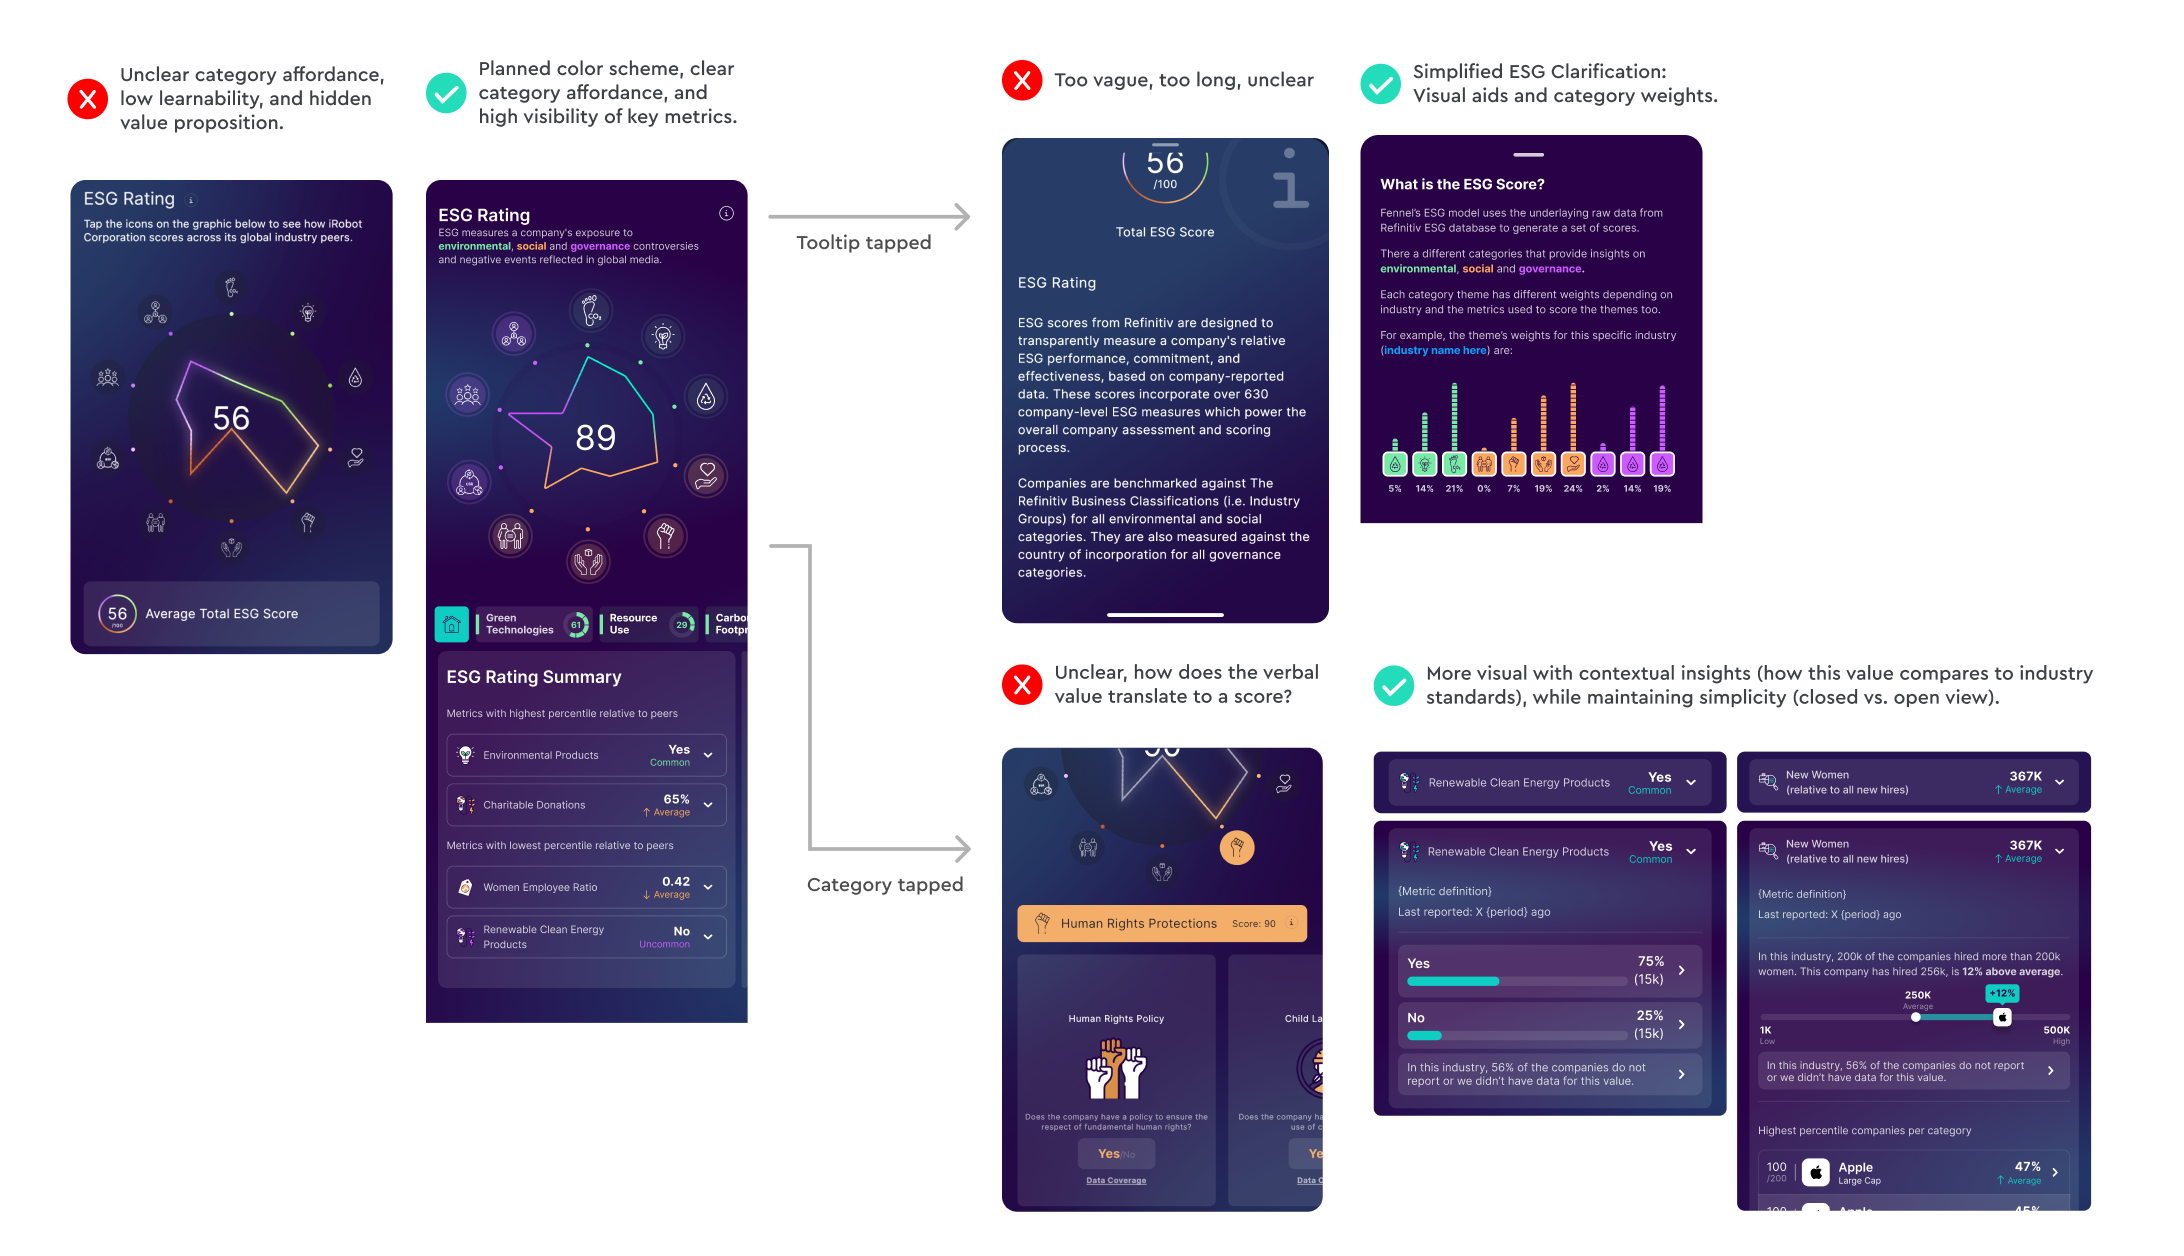 Unclear category affordance,
low learnability, and hidden
value proposition.
Planned color scheme, clear
category affordance, and
high visibility of key metrics.
ESG Rating
Tap the icons on the graphic below to see how iRobot
Corporation scores across its global industry peers.
56
56
/100
Average Total ESG Score
ESG Rating
ESG measures a company's exposure to
environmental, social and governance controversies
and negative events reflected in global media.
CO₂
89
Green
Technologies
61
Resource
Use
29
Carbo
Footpr
ESG Rating Summary
Metrics with highest percentile relative to peers
Environmental Products
Yes
Common
Charitable Donations
65%
↑ Average
Metrics with lowest percentile relative to peers
Women Employee Ratio
0.42
↓ Average
Renewable Clean Energy
Products
No
Uncommon
Tooltip tapped
Category tapped
Too vague, too long, unclear
56
/100
Total ESG Score
ESG Rating
ESG scores from Refinitiv are designed to
transparently measure a company's relative
ESG performance, commitment, and
effectiveness, based on company-reported
data. These scores incorporate over 630
company-level ESG measures which power the
overall company assessment and scoring
process.
Companies are benchmarked against The
Refinitiv Business Classifications (i.e. Industry
Groups) for all environmental and social
categories. They are also measured against the
country of incorporation for all governance
categories.
Simplified ESG Clarification:
Visual aids and category weights.
What is the ESG Score?
Fennel's ESG model uses the underlaying raw data from
Refinitiv ESG database to generate a set of scores.
There a different categories that provide insights on
environmental, social and governance.
Each category theme has different weights depending on
industry and the metrics used to score the themes too.
For example, the theme's weights for this specific industry
(industry name here) are:
5% 14% 21% 0% 7% 19% 24% 2% 14% 19%
Unclear, how does the verbal
value translate to a score?
90
Human Rights Protections
Score: 90
Human Rights Policy
Does the company have a policy to ensure the
respect of fundamental human rights?
Yes/No
Data Coverage
Child La
Does the company ha
use of c
Ye
Data C
More visual with contextual insights (how this value compares to industry
standards), while maintaining simplicity (closed vs. open view).
Renewable Clean Energy Products
Yes
Common
Renewable Clean Energy Products
Yes
Common
{Metric definition}
Last reported: X {period} ago
Yes
75%
(15k)
No
25%
(15k)
In this industry, 56% of the companies do not
report or we didn't have data for this value.
New Women
(relative to all new hires)
367K
↑ Average
New Women
(relative to all new hires)
367K
↑ Average
{Metric definition}
Last reported: X {period} ago
In this industry, 200k of the companies hired more than 200k
women. This company has hired 256k, is 12% above average.
250K
Average
+12%
1K
Low
500K
High
In this industry, 56% of the companies do not report
or we didn't have data for this value.
Highest percentile companies per category
100
/200
Apple
Large Cap
47%
↑ Average
100
Apple
45%